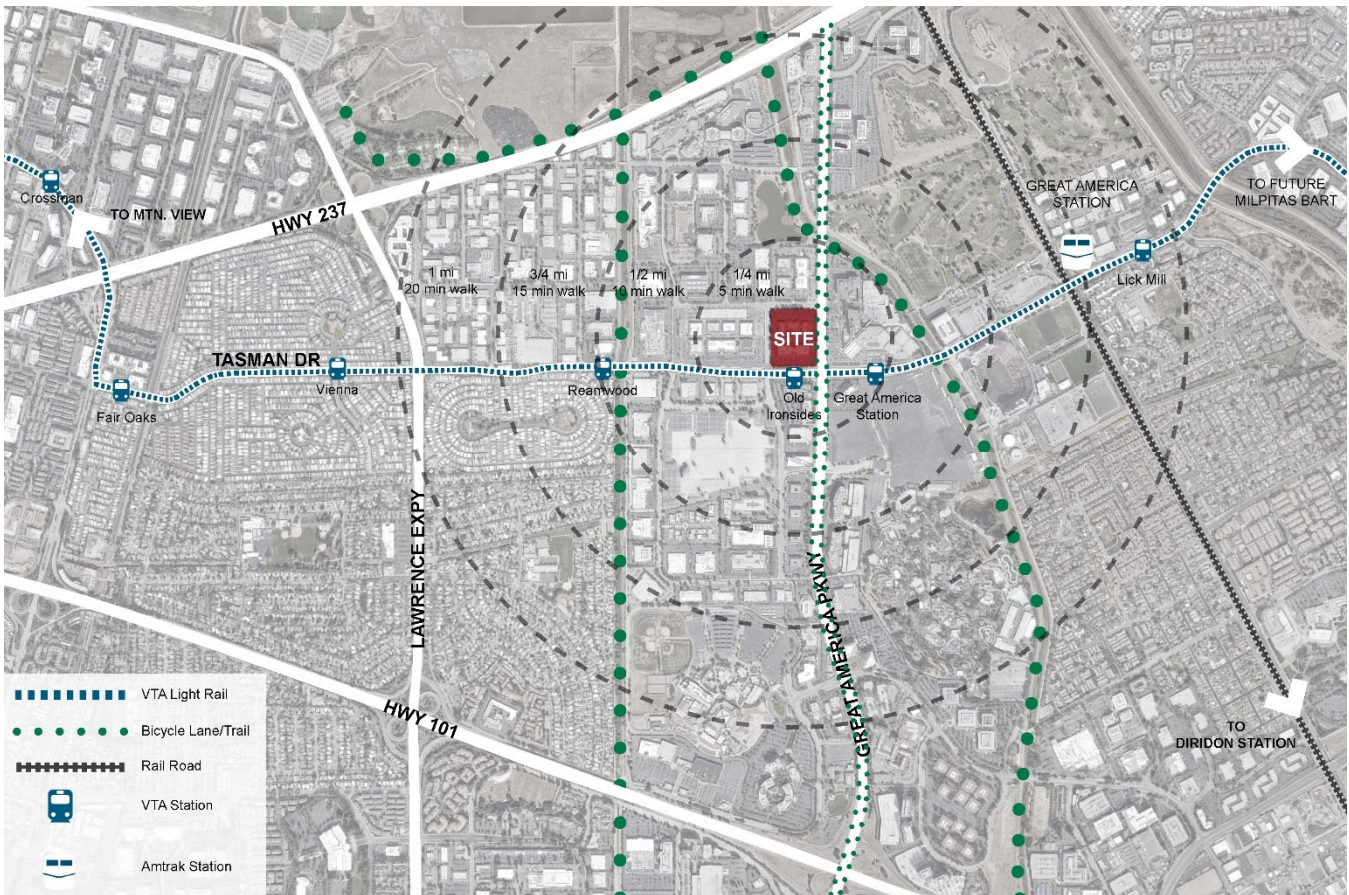 HWY 237
GREAT AMERICA
STATION
TO FUTURE
MILPITAS BART
Crossman
TO MTN. VIEW
Lick Mill
1 mi
20 min walk
3/4 mi
15 min walk
1/2 mi
10 min walk
1/4 mi
5 min walk
SITE
TASMAN DR
Fair Oaks
Vienna
Reamwood
Old
Ironsides
Great America
Station
LAWRENCE EXPY
GREAT AMERICA PKWY
HWY 101
TO
DIRIDON STATION
VTA Light Rail
Bicycle Lane/Trail
Rail Road
VTA Station
Amtrak Station